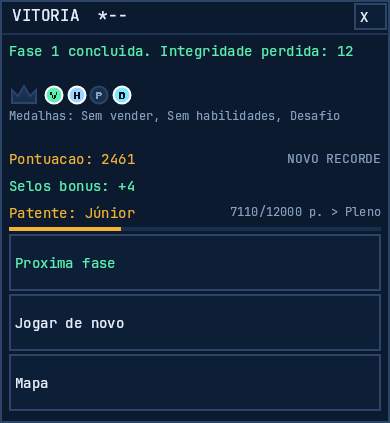 VITORIA *--
X
Fase 1 concluida. Integridade perdida: 12
V H P D
Medalhas: Sem vender, Sem habilidades, Desafio
Pontuacao: 2461 NOVO RECORDE
Selos bonus: +4
Patente: Júnior 7110/12000 p. > Pleno
Proxima fase
Jogar de novo
Mapa